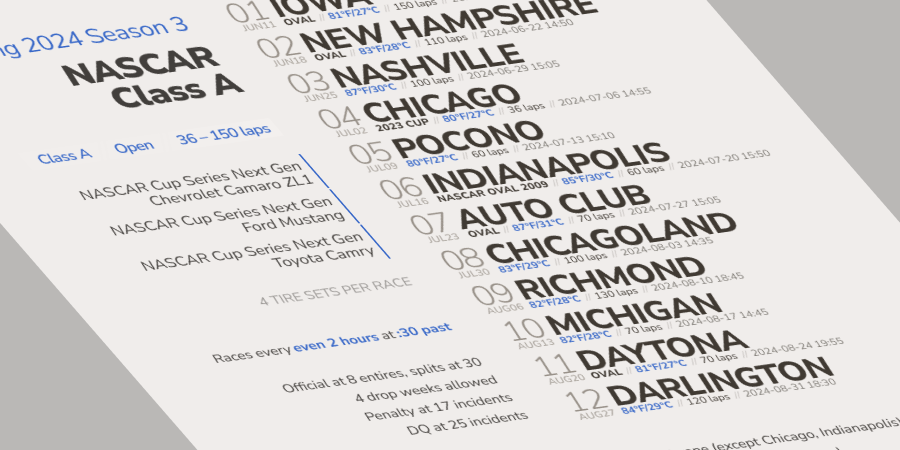 ng 2024 Season 3
NASCAR
Class A
Class A Open 36 – 150 laps
NASCAR Cup Series Next Gen
Chevrolet Camaro ZL1
NASCAR Cup Series Next Gen
Ford Mustang
NASCAR Cup Series Next Gen
Toyota Camry
4 TIRE SETS PER RACE
Races every even 2 hours at :30 past
Official at 8 entires, splits at 30
4 drop weeks allowed
Penalty at 17 incidents
DQ at 25 incidents
01 IOWA
JUN11 OVAL // 81°F/27°C // 150 laps //
02 NEW HAMPSHIRE
JUN18 OVAL // 83°F/28°C // 110 laps // 2024-06-22 14:50
03 NASHVILLE
JUN25 87°F/30°C // 100 laps // 2024-06-29 15:05
04 CHICAGO
JUL02 2023 CUP // 80°F/27°C // 36 laps // 2024-07-06 14:55
05 POCONO
JUL09 80°F/27°C // 60 laps // 2024-07-13 15:10
06 INDIANAPOLIS
JUL16 NASCAR OVAL 2009 // 85°F/30°C // 60 laps // 2024-07-20 15:50
07 AUTO CLUB
JUL23 OVAL // 87°F/31°C // 70 laps // 2024-07-27 15:05
08 CHICAGOLAND
JUL30 83°F/29°C // 100 laps // 2024-08-03 14:35
09 RICHMOND
AUG06 82°F/28°C // 130 laps // 2024-08-10 18:45
10 MICHIGAN
AUG13 82°F/28°C // 70 laps // 2024-08-17 14:45
11 DAYTONA
AUG20 OVAL // 81°F/27°C // 70 laps // 2024-08-24 19:55
12 DARLINGTON
AUG27 84°F/29°C // 120 laps // 2024-08-31 18:30
(except Chicago, Indianapolis